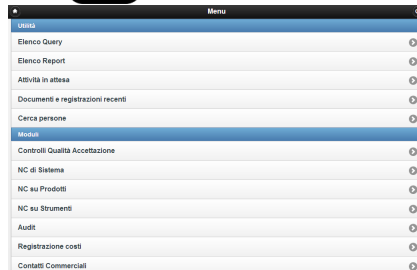 Menu
Utilità
Elenco Query
Elenco Report
Attività in attesa
Documenti e registrazioni recenti
Cerca persone
Moduli
Controlli Qualità Accettazione
NC di Sistema
NC su Prodotti
NC su Strumenti
Audit
Registrazione costi
Contatti Commerciali